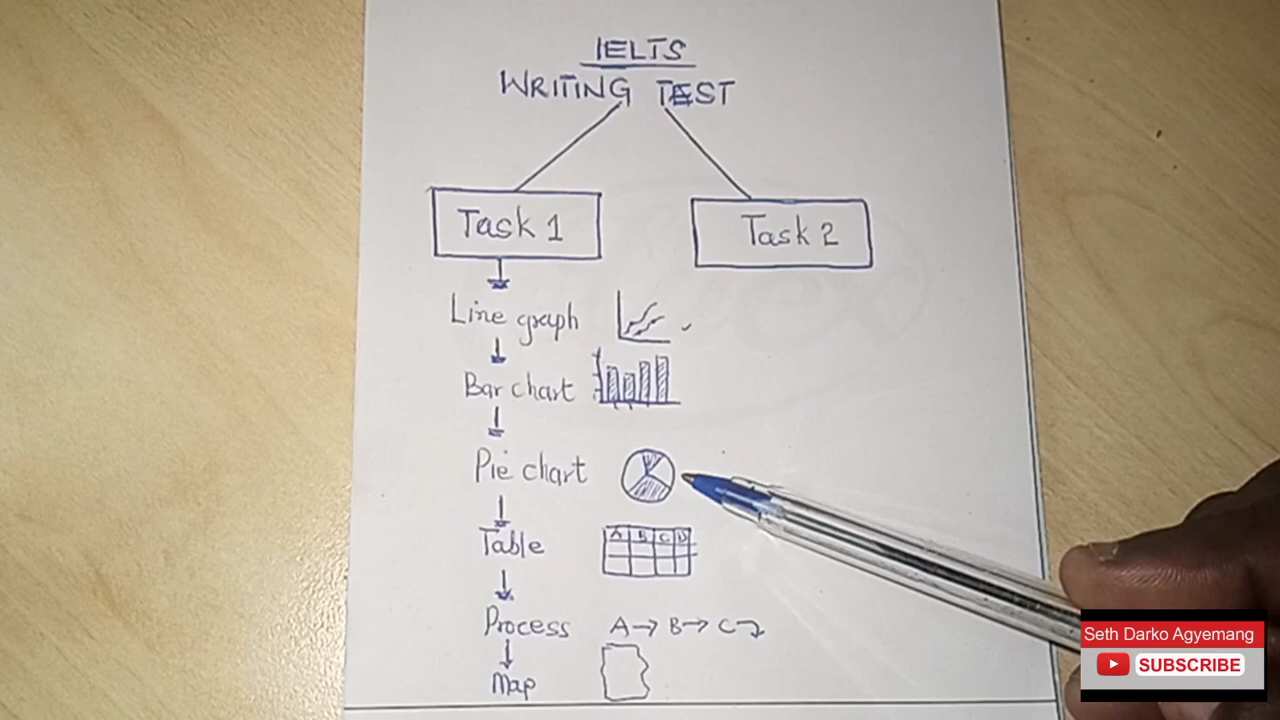 IELTS
WRITING TEST
Task 1
Task 2
Line graph
Bar chart
Pie chart
Table
A B C D
Process A → B → C
Map
Seth Darko Agyemang
SUBSCRIBE